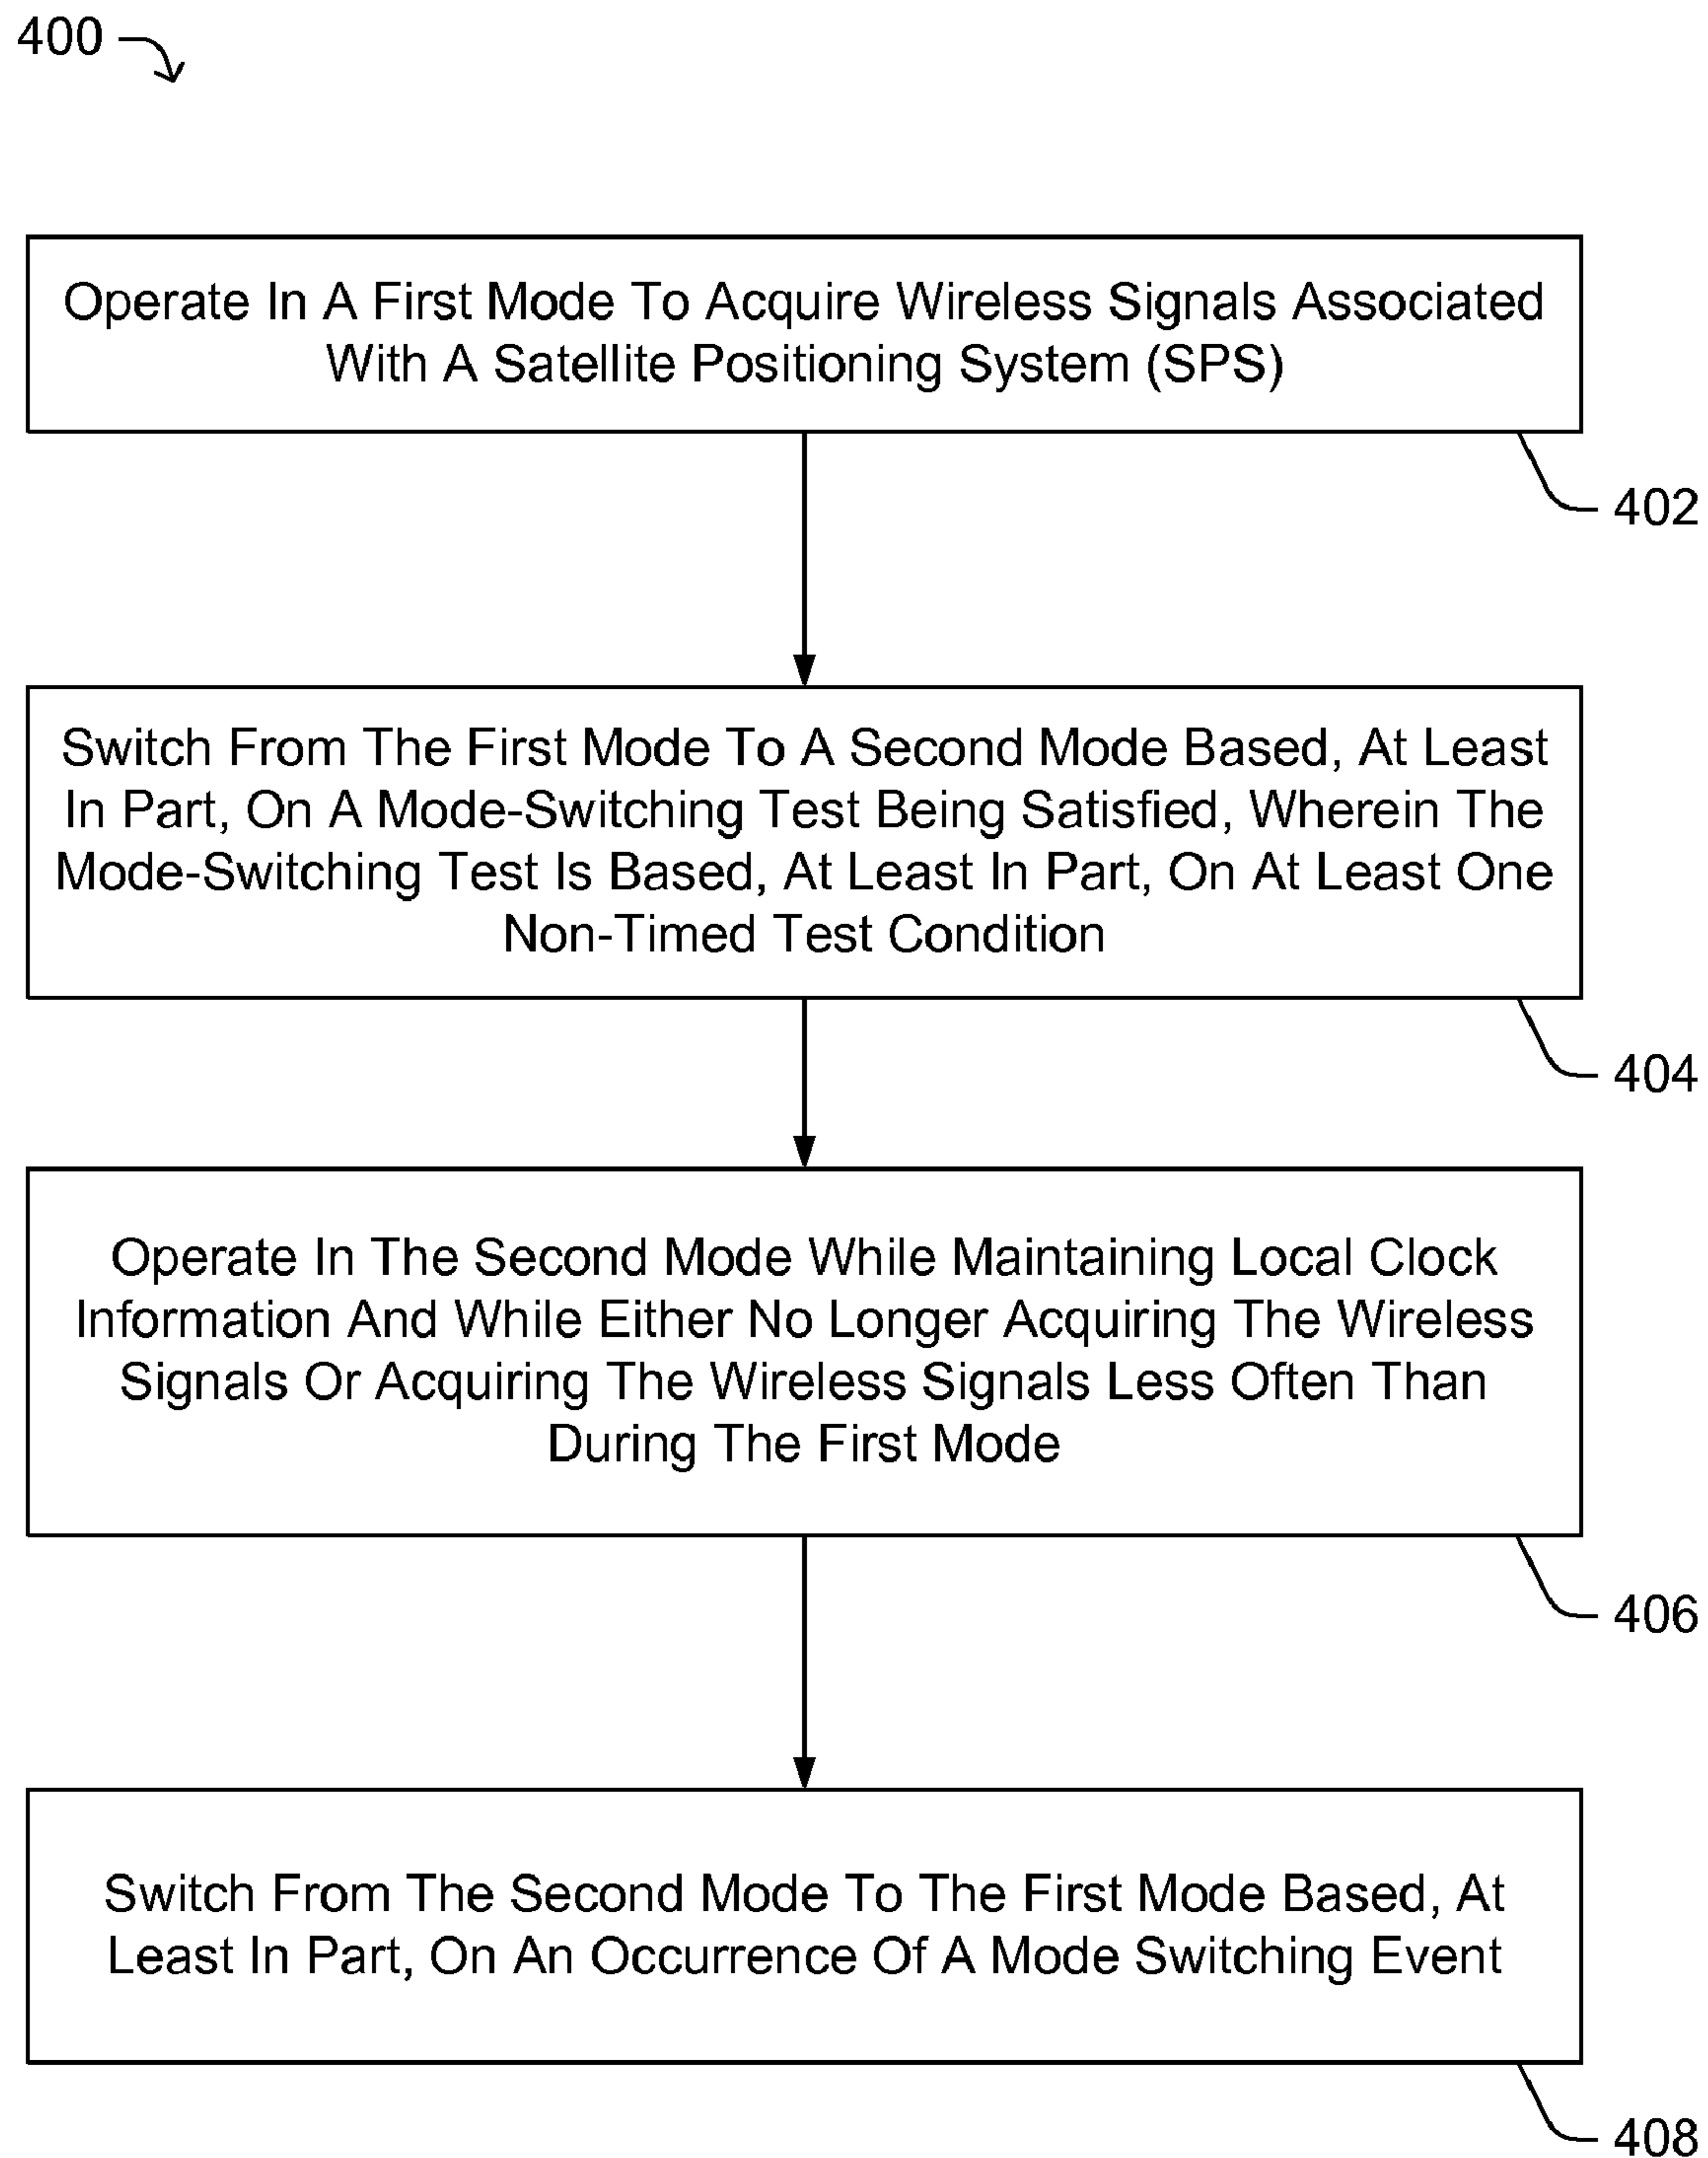 400
Operate In A First Mode To Acquire Wireless Signals Associated
With A Satellite Positioning System (SPS)
402
Switch From The First Mode To A Second Mode Based, At Least
In Part, On A Mode-Switching Test Being Satisfied, Wherein The
Mode-Switching Test Is Based, At Least In Part, On At Least One
Non-Timed Test Condition
404
Operate In The Second Mode While Maintaining Local Clock
Information And While Either No Longer Acquiring The Wireless
Signals Or Acquiring The Wireless Signals Less Often Than
During The First Mode
406
Switch From The Second Mode To The First Mode Based, At
Least In Part, On An Occurrence Of A Mode Switching Event
408